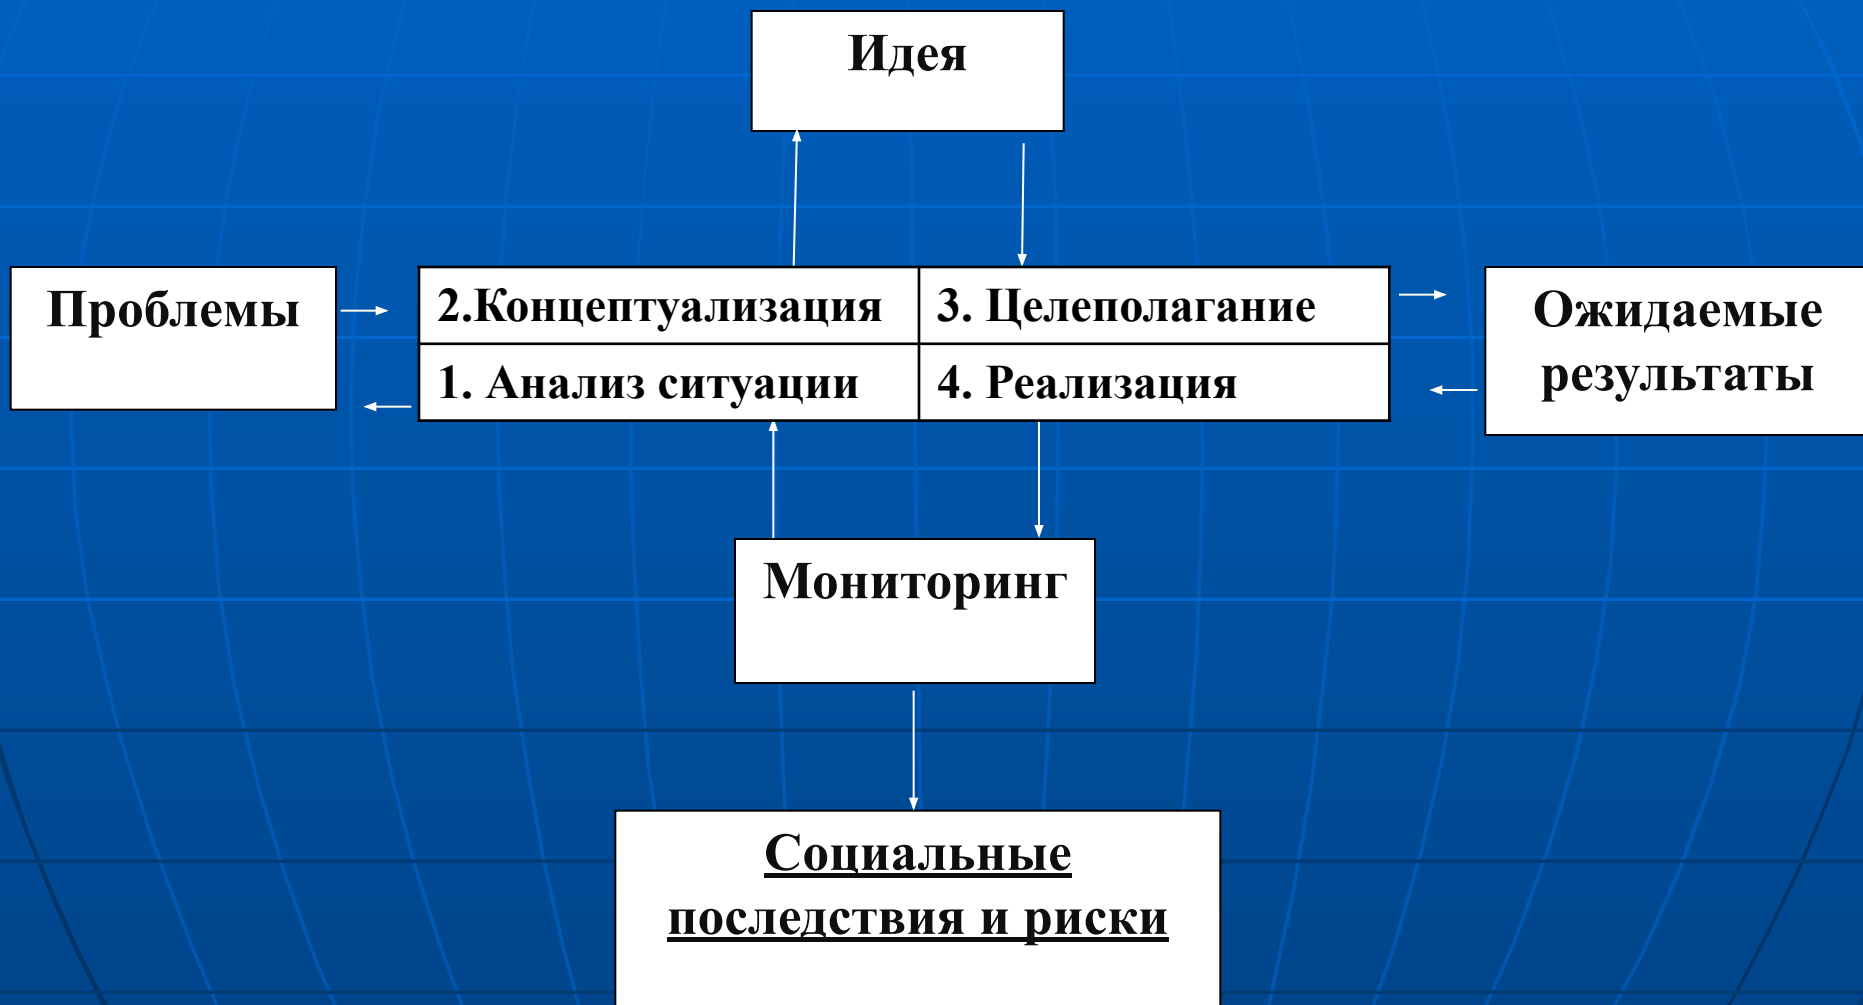 Идея
Проблемы
2.Концептуализация
3. Целеполагание
1. Анализ ситуации
4. Реализация
Ожидаемые
результаты
Мониторинг
Социальные
последствия и риски